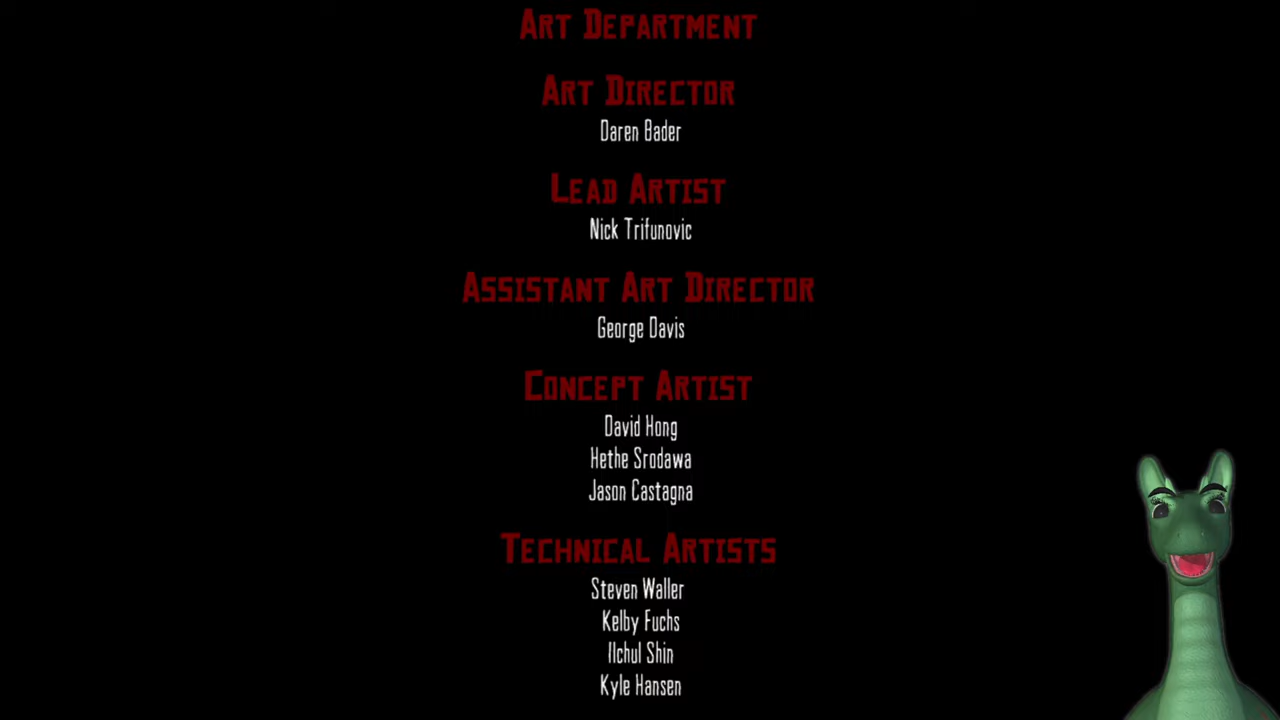 Art Department
Art Director
Daren Bader
Lead Artist
Nick Trifunovic
Assistant Art Director
George Davis
Concept Artist
David Hong
Hethe Srodawa
Jason Castagna
Technical Artists
Steven Waller
Kelby Fuchs
Ilchul Shin
Kyle Hansen